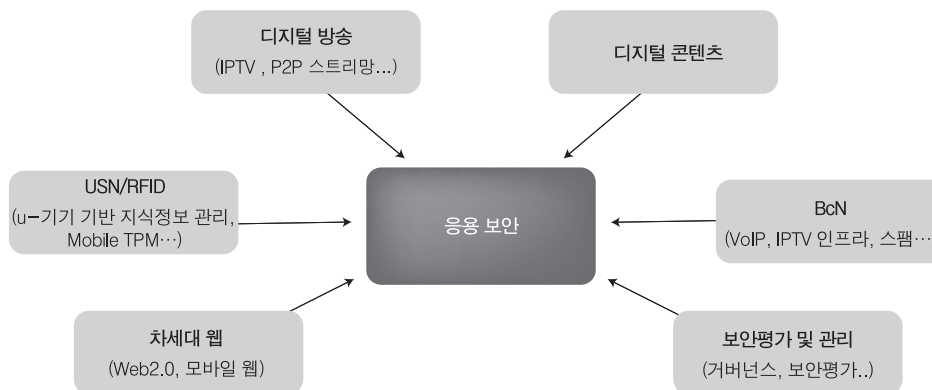 디지털 방송
(IPTV , P2P 스트리망...)
디지털 콘텐츠
USN/RFID
(u-기기 기반 지식정보 관리,
Mobile TPM…)
응용 보안
BcN
(VoIP, IPTV 인프라, 스팸…
차세대 웹
(Web2.0, 모바일 웹)
보안평가 및 관리
(거버넌스, 보안평가..)